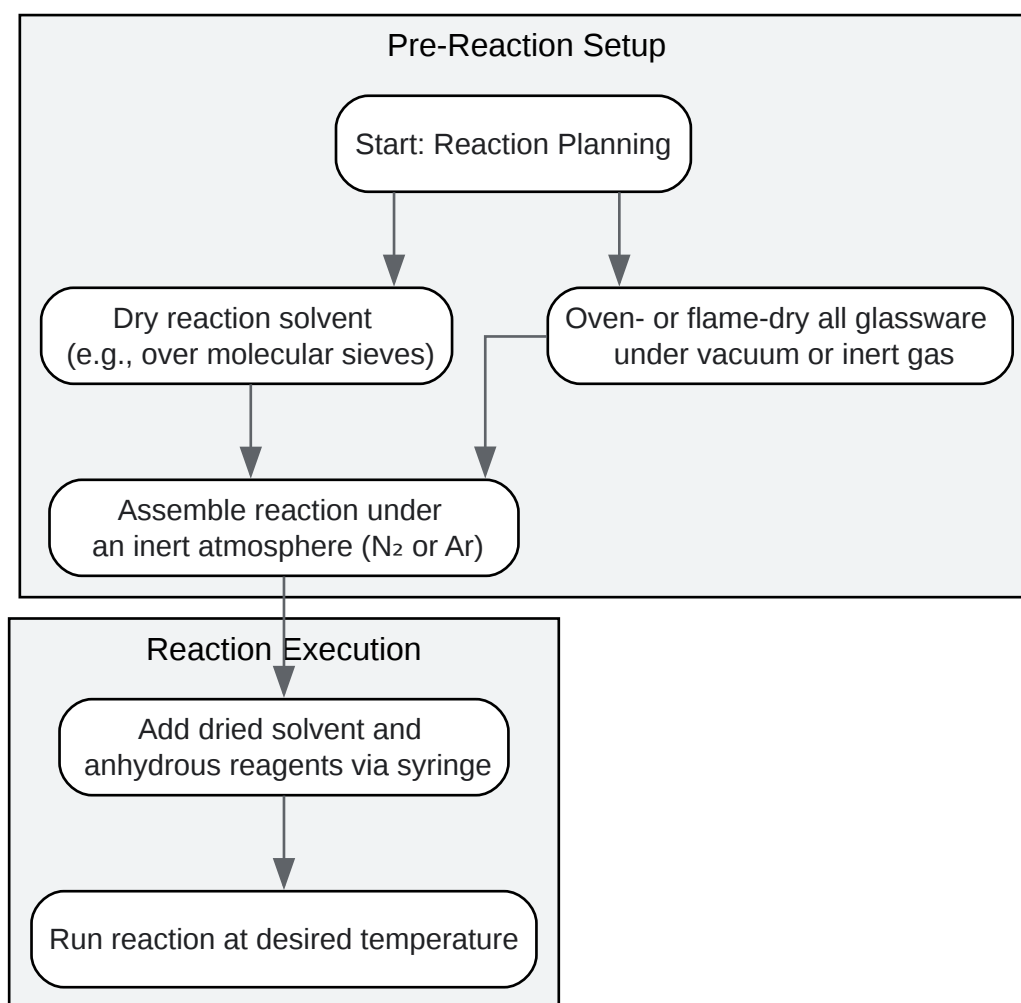 Pre-Reaction Setup
Start: Reaction Planning
Dry reaction solvent
(e.g., over molecular sieves)
Oven- or flame-dry all glassware
under vacuum or inert gas
Assemble reaction under
an inert atmosphere (N₂ or Ar)
Reaction Execution
Add dried solvent and
anhydrous reagents via syringe
Run reaction at desired temperature